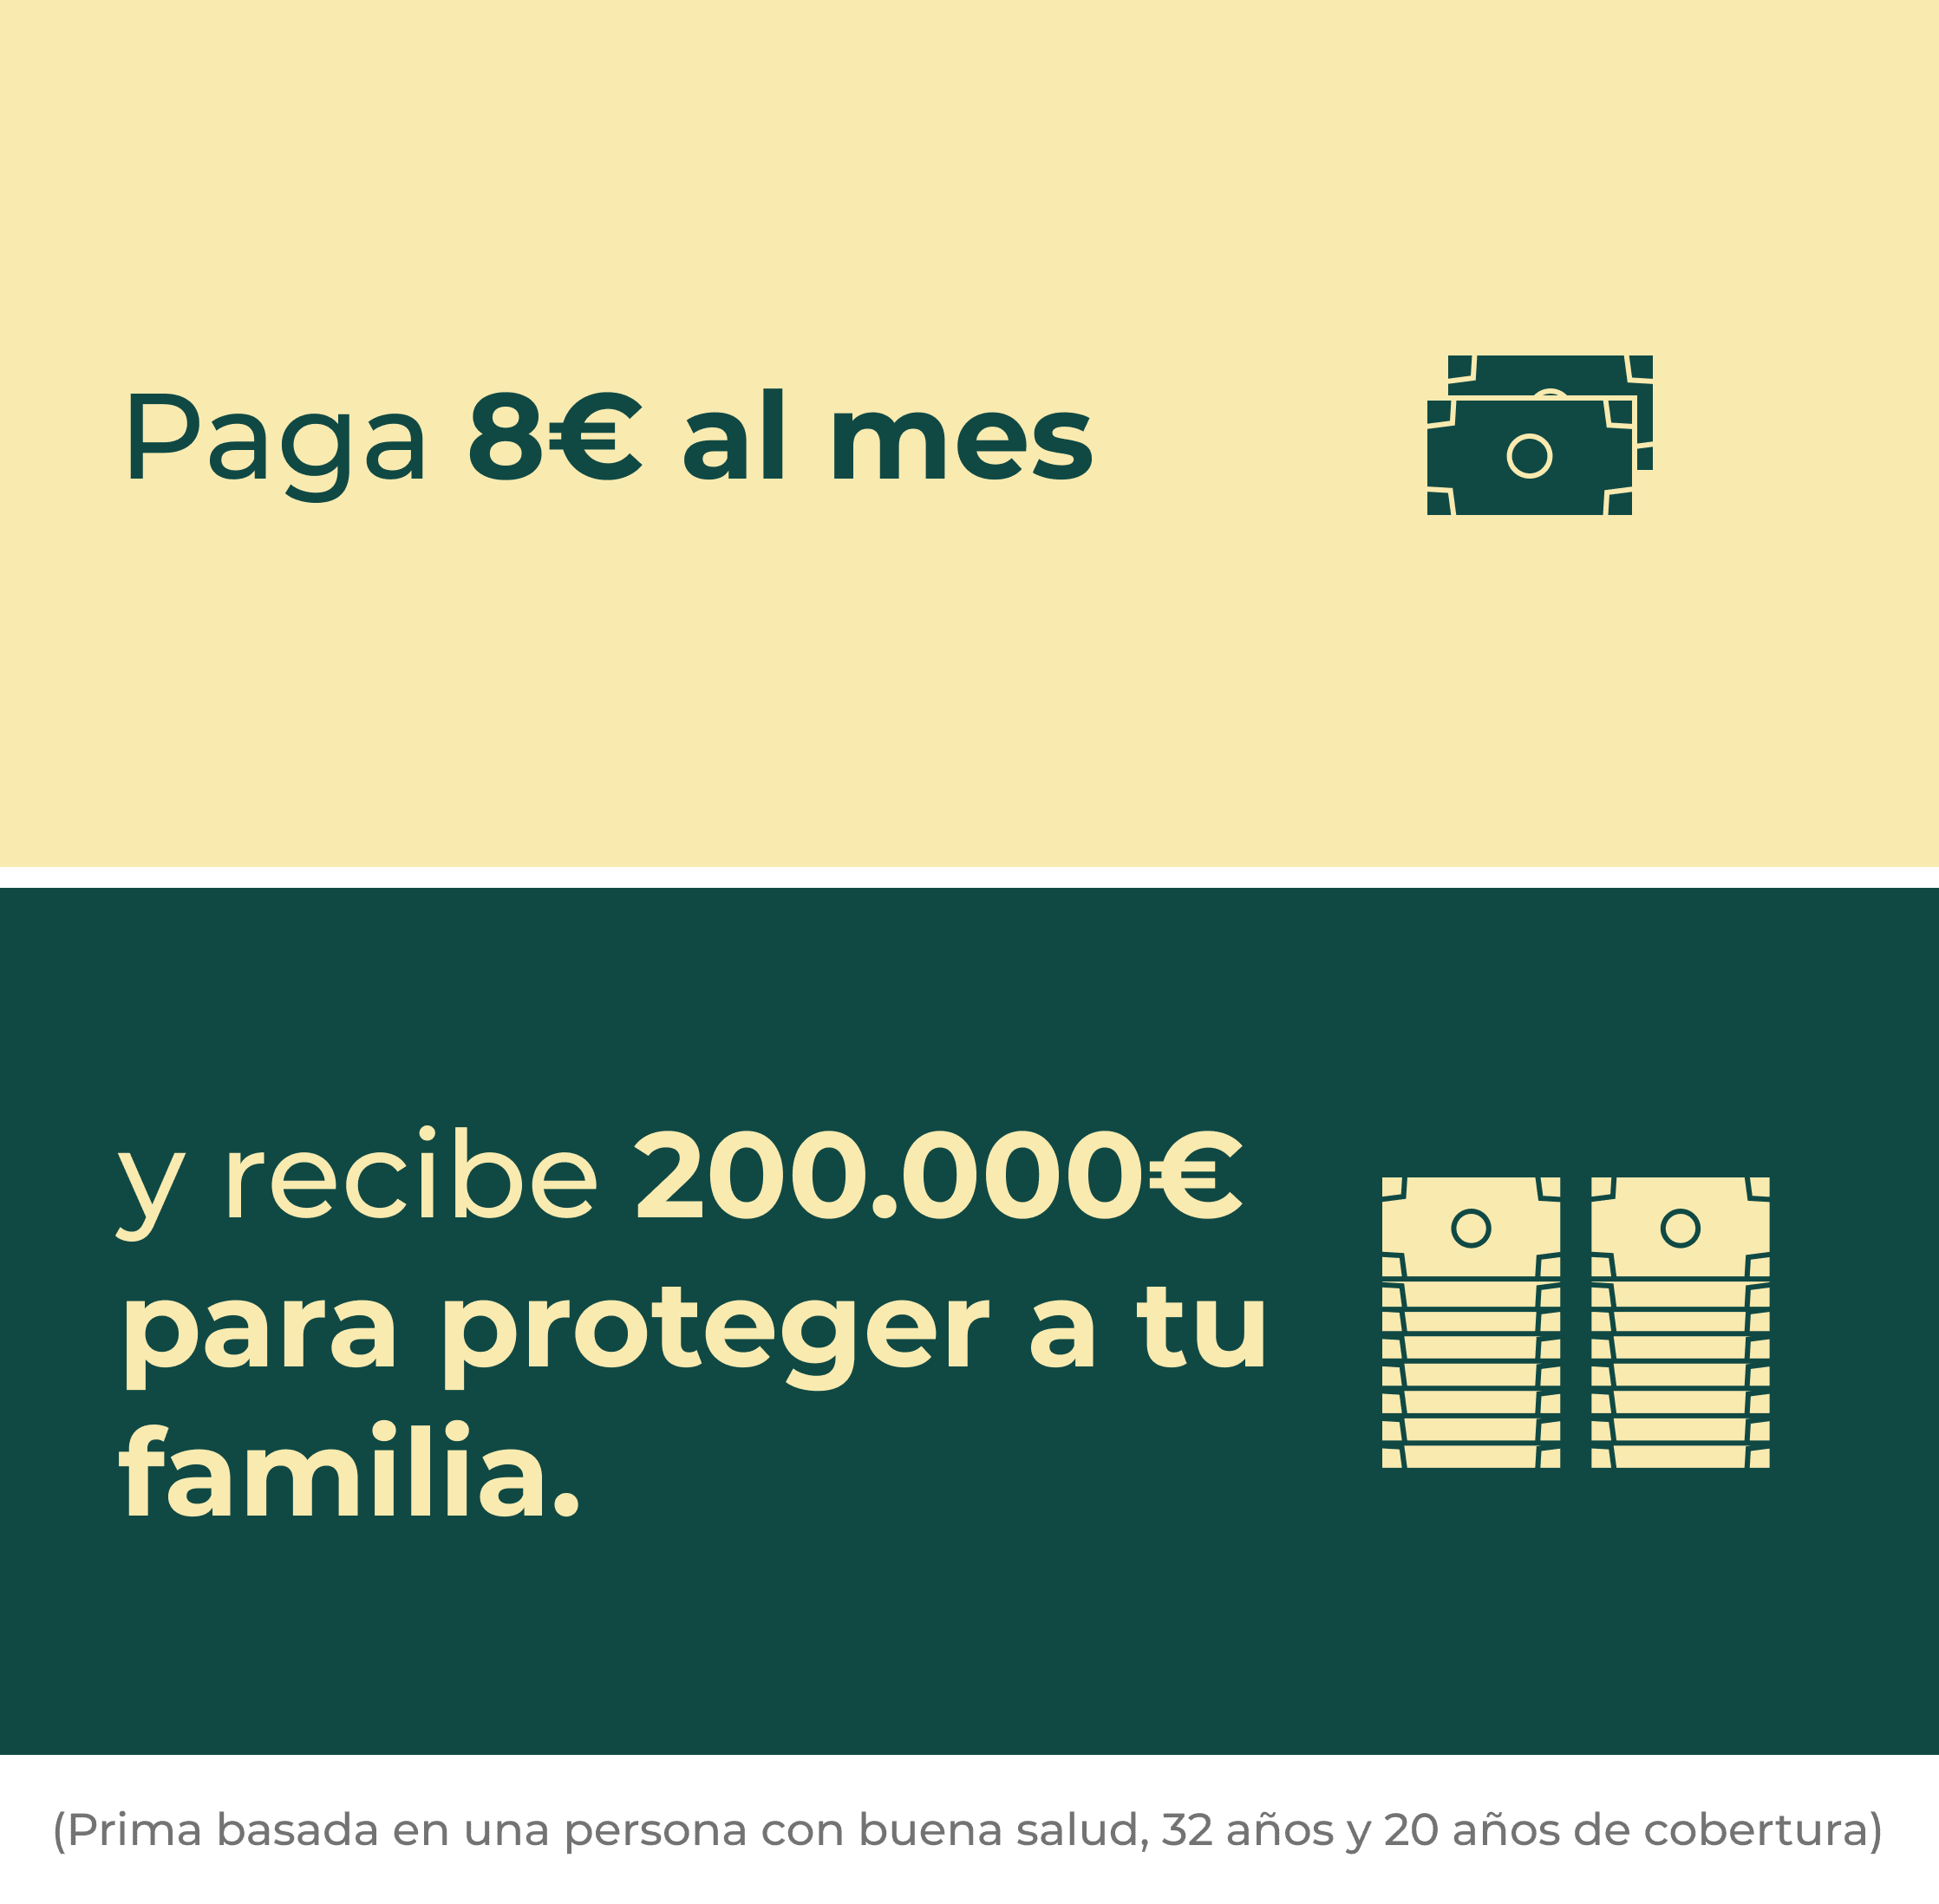 Paga 8€ al mes
y recibe 200.000€
para proteger a tu
familia.
(Prima basada en una persona con buena salud, 32 años y 20 años de cobertura)